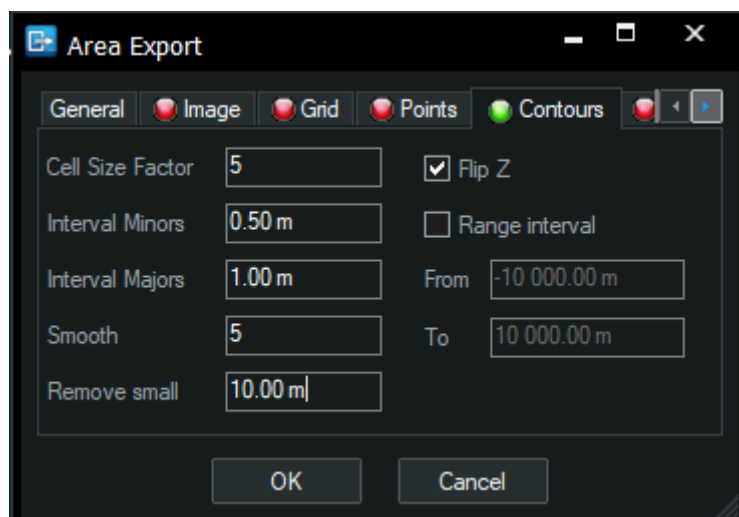 Area Export
General Image Grid Points Contours
Cell Size Factor 5 Flip Z
Interval Minors 0.50 m Range interval
Interval Majors 1.00 m From -10 000.00 m
Smooth 5 To 10 000.00 m
Remove small 10.00 m
OK Cancel